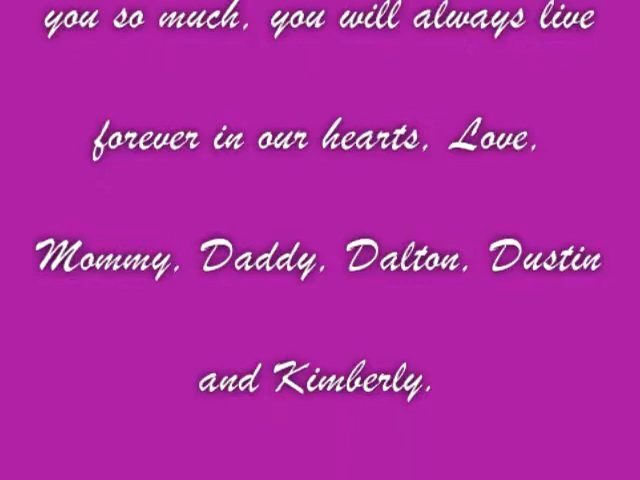 you so much, you will always live
forever in our hearts, Love,
Mommy, Daddy, Dalton, Dustin
and Kimberly,